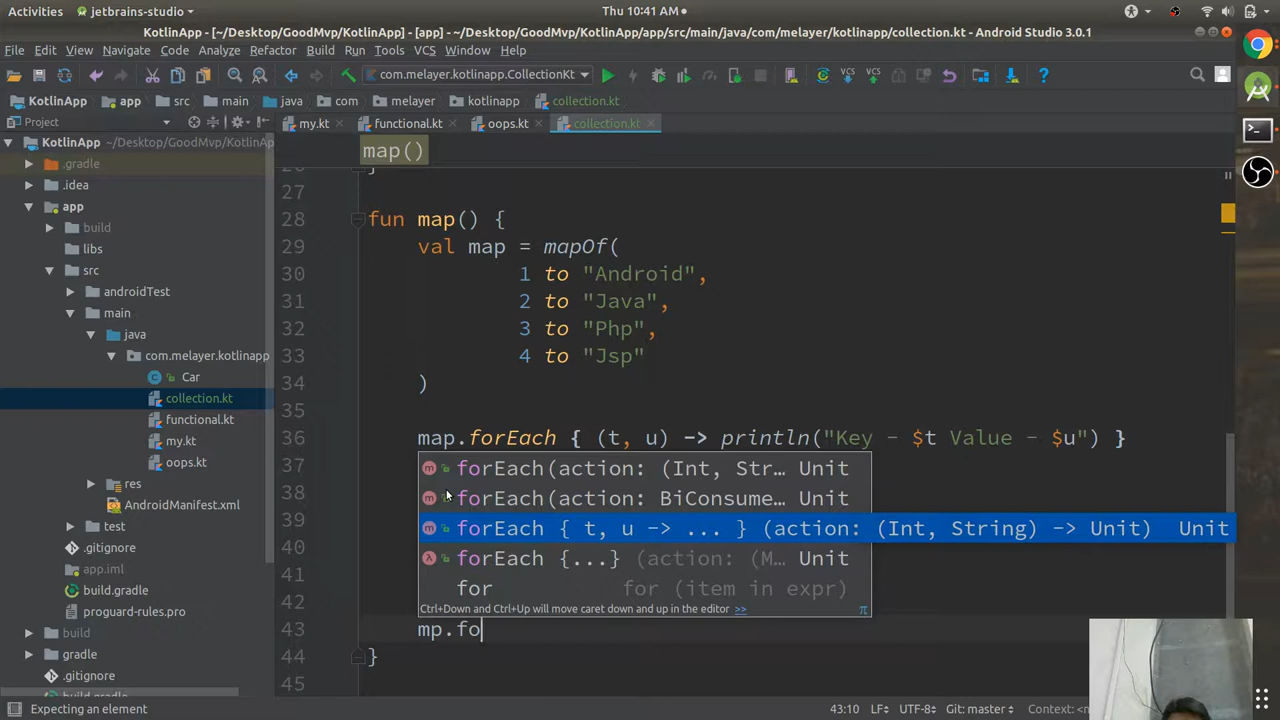 Activities android-studio Thu 10:41 AM
KotlinApp - [~/Desktop/GoodMvp/KotlinApp] - [app] - ~/Desktop/GoodMvp/KotlinApp/app/src/main/java/com/melayer/kotlinapp/collection.kt - Android Studio 3.0.1
File Edit View Navigate Code Analyze Refactor Build Run Tools VCS Window Help
com.melayer.kotlinapp.CollectionKt VCS VCS
KotlinApp app src main java com melayer kotlinapp collection.kt
Project my.kt functional.kt oops.kt collection.kt
KotlinApp ~/Desktop/GoodMvp/KotlinA
.gradle
.idea
app
build
libs
src
androidTest
main
java
com.melayer.kotlinapp
Car
collection.kt
functional.kt
my.kt
oops.kt
res
AndroidManifest.xml
test
.gitignore
app.iml
build.gradle
proguard-rules.pro
build
gradle
.gitignore
build.gradle
map()
26 }
27
28 fun map() {
29 val map = mapOf(
30 1 to "Android",
31 2 to "Java",
32 3 to "Php",
33 4 to "Jsp"
34 )
35
36 map.forEach { (t, u) -> println("Key - $t Value - $u") }
37 forEach(action: (Int, Str... Unit
38 forEach(action: BiConsume... Unit
39 forEach { t, u -> ... } (action: (Int, String) -> Unit) Unit
40 forEach {...} (action: (M... Unit
41 for for (item in expr)
42 Ctrl+Down and Ctrl+Up will move caret down and up in the editor >> π
43 mp.fo
44 }
45
Expecting an element 43:10 LF÷ UTF-8÷ Git: master÷ Context: <n